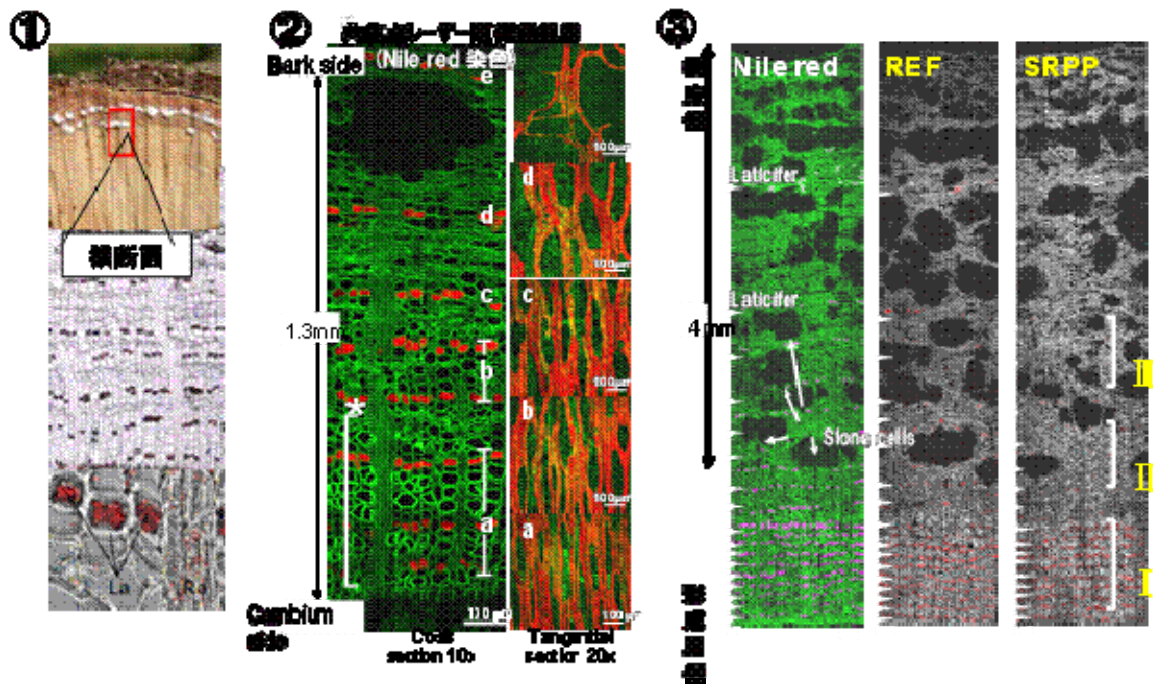 ①
横断面
La
Ra
②
(Nile red 染色)
Bark side
1.3mm
Cambium
side
e
d
c
b
a
*
100μm
section 10x
e
d
c
b
a
100μm
Tangential
section 20x
③
Nile red
REF
SRPP
Laticifer
Laticifer
4mm
Stone cells
III
II
I